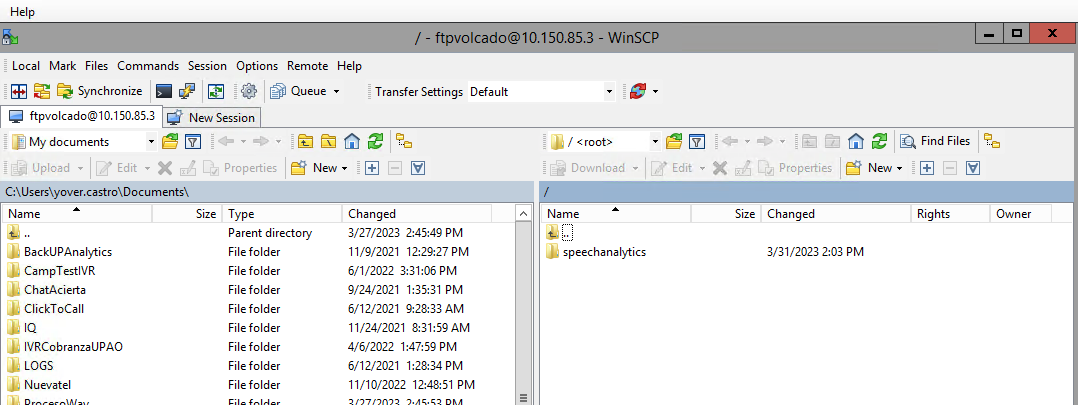 Help
/ - ftpvolcado@10.150.85.3 - WinSCP
Local Mark Files Commands Session Options Remote Help
Synchronize Queue Transfer Settings Default
ftpvolcado@10.150.85.3 New Session
My documents / <root> Find Files
Upload Edit Properties New Download Edit Properties New
C:\Users\yover.castro\Documents\ /
Name Size Type Changed Name Size Changed Rights Owner
.. Parent directory 3/27/2023 2:45:49 PM ..
BackUPAnalytics File folder 11/9/2021 12:29:27 PM speechanalytics 3/31/2023 2:03 PM
CampTestIVR File folder 6/1/2022 3:31:06 PM
ChatAcierta File folder 9/24/2021 1:35:31 PM
ClickToCall File folder 6/12/2021 9:28:33 AM
IQ File folder 11/24/2021 8:31:59 AM
IVRCobranzaUPAO File folder 4/6/2022 1:47:59 PM
LOGS File folder 6/12/2021 1:28:34 PM
Nuevatel File folder 11/10/2022 12:48:51 PM
ProcesoWay File folder 3/27/2023 2:45:53 PM